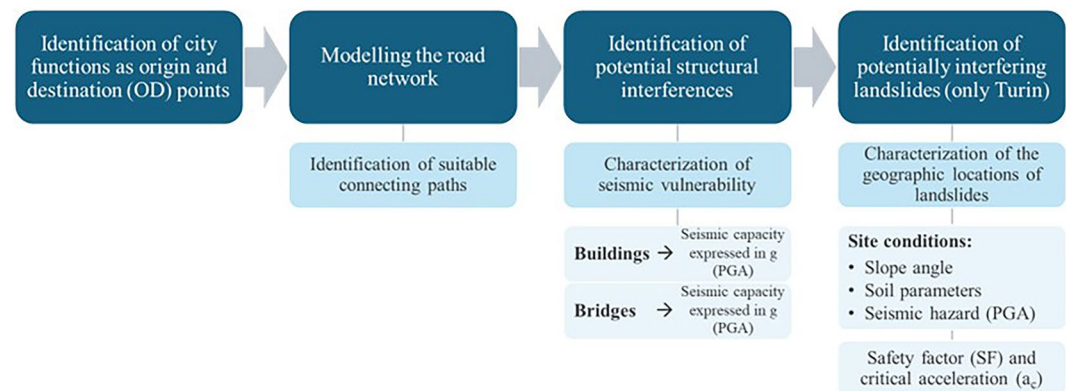 Identification of city
functions as origin and
destination (OD) points
Modelling the road
network
Identification of suitable
connecting paths
Identification of
potential structural
interferences
Characterization of
seismic vulnerability
Buildings → Seismic capacity
expressed in g
(PGA)
Bridges → Seismic capacity
expressed in g
(PGA)
Identification of
potentially interfering
landslides (only Turin)
Characterization of the
geographic locations of
landslides
Site conditions:
• Slope angle
• Soil parameters
• Seismic hazard (PGA)
Safety factor (SF) and
critical acceleration (ac)